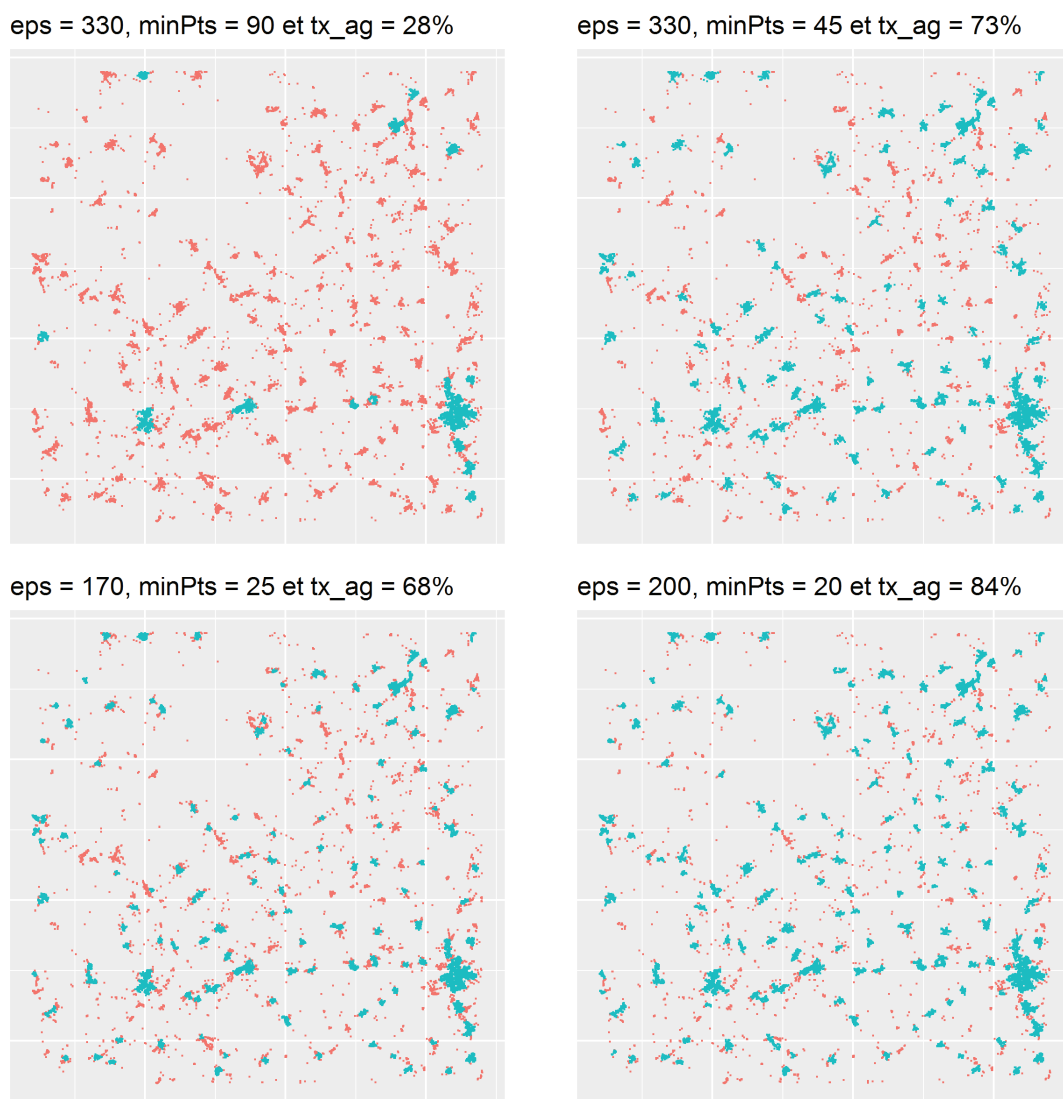 eps = 330, minPts = 90 et tx_ag = 28%
eps = 330, minPts = 45 et tx_ag = 73%
eps = 170, minPts = 25 et tx_ag = 68%
eps = 200, minPts = 20 et tx_ag = 84%